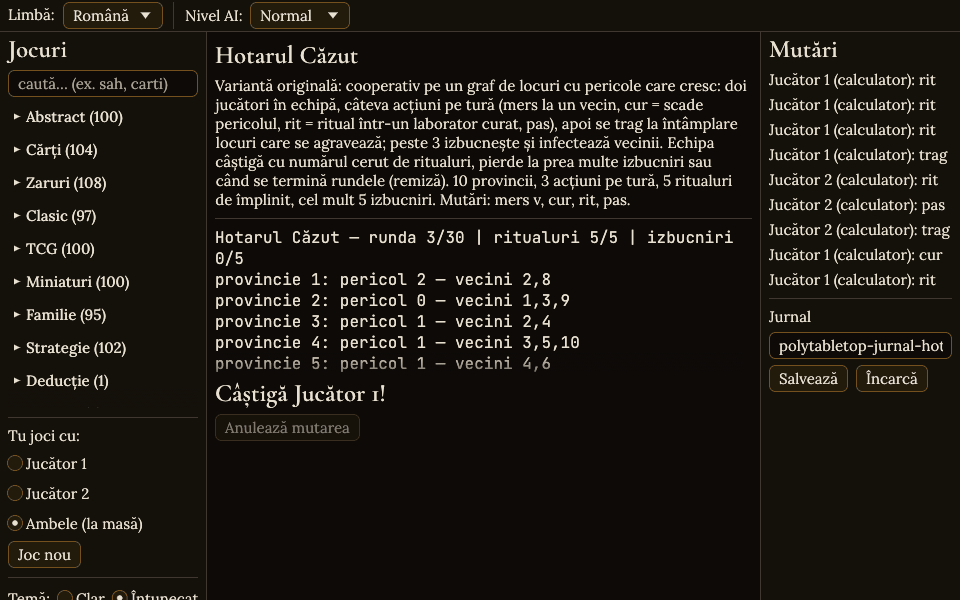 Limbă: Română ▼ Nivel AI: Normal ▼
Jocuri
caută... (ex. sah, carti)
▸ Abstract (100)
▸ Cărți (104)
▸ Zaruri (108)
▸ Clasic (97)
▸ TCG (100)
▸ Miniaturi (100)
▸ Familie (95)
▸ Strategie (102)
▸ Deducție (1)
Tu joci cu:
Jucător 1
Jucător 2
Ambele (la masă)
Joc nou
Temă: Clar Întunecat
Hotarul Căzut
Variantă originală: cooperativ pe un graf de locuri cu pericole care cresc: doi
jucători în echipă, câteva acțiuni pe tură (mers la un vecin, cur = scade
pericolul, rit = ritual într-un laborator curat, pas), apoi se trag la întâmplare
locuri care se agravează; peste 3 izbucnește și infectează vecinii. Echipa
câștigă cu numărul cerut de ritualuri, pierde la prea multe izbucniri sau
când se termină rundele (remiză). 10 provincii, 3 acțiuni pe tură, 5 ritualuri
de împlinit, cel mult 5 izbucniri. Mutări: mers v, cur, rit, pas.
Hotarul Căzut — runda 3/30 | ritualuri 5/5 | izbucniri
0/5
provincie 1: pericol 2 — vecini 2,8
provincie 2: pericol 0 — vecini 1,3,9
provincie 3: pericol 1 — vecini 2,4
provincie 4: pericol 1 — vecini 3,5,10
provincie 5: pericol 1 — vecini 4,6
Câștigă Jucător 1!
Anulează mutarea
Mutări
Jucător 1 (calculator): rit
Jucător 1 (calculator): rit
Jucător 1 (calculator): rit
Jucător 1 (calculator): trag
Jucător 2 (calculator): rit
Jucător 2 (calculator): pas
Jucător 2 (calculator): trag
Jucător 1 (calculator): cur
Jucător 1 (calculator): rit
Jurnal
polytabletop-jurnal-hot
Salvează Încarcă